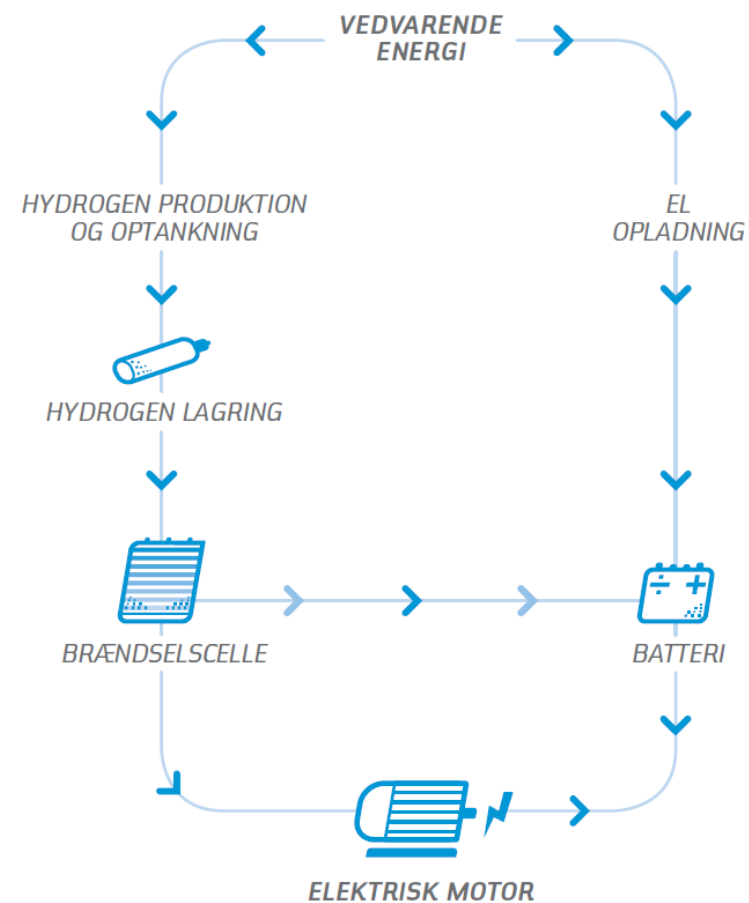 VEDVARENDE
ENERGI
HYDROGEN PRODUKTION
OG OPTANKNING
EL
OPLADNING
HYDROGEN LAGRING
BRÆNDSELSCELLE
BATTERI
ELEKTRISK MOTOR